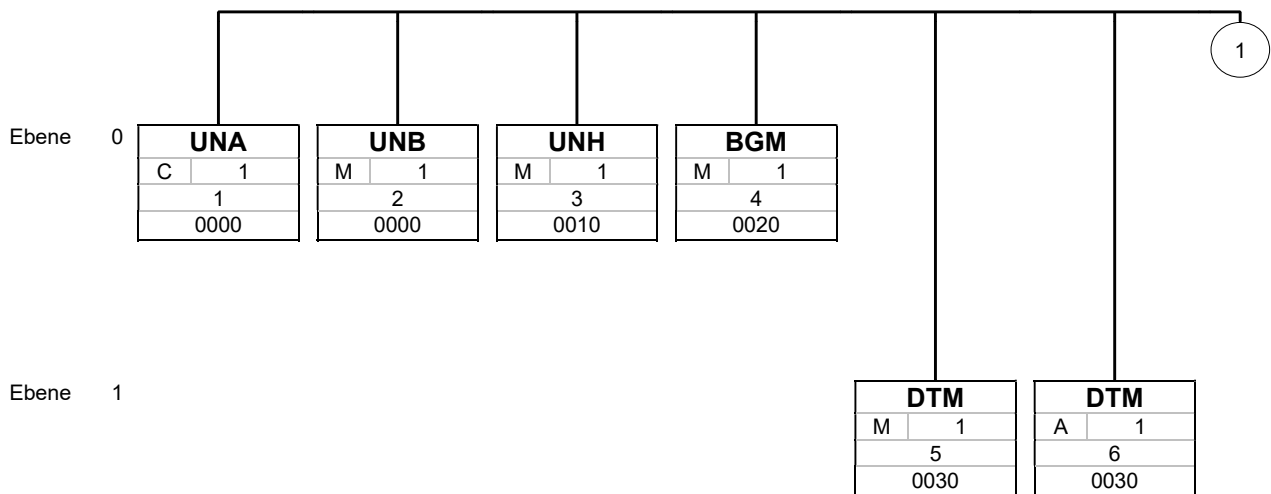 1
Ebene 0
UNA
C 1
1
0000
UNB
M 1
2
0000
UNH
M 1
3
0010
BGM
M 1
4
0020
Ebene 1
DTM
M 1
5
0030
DTM
A 1
6
0030